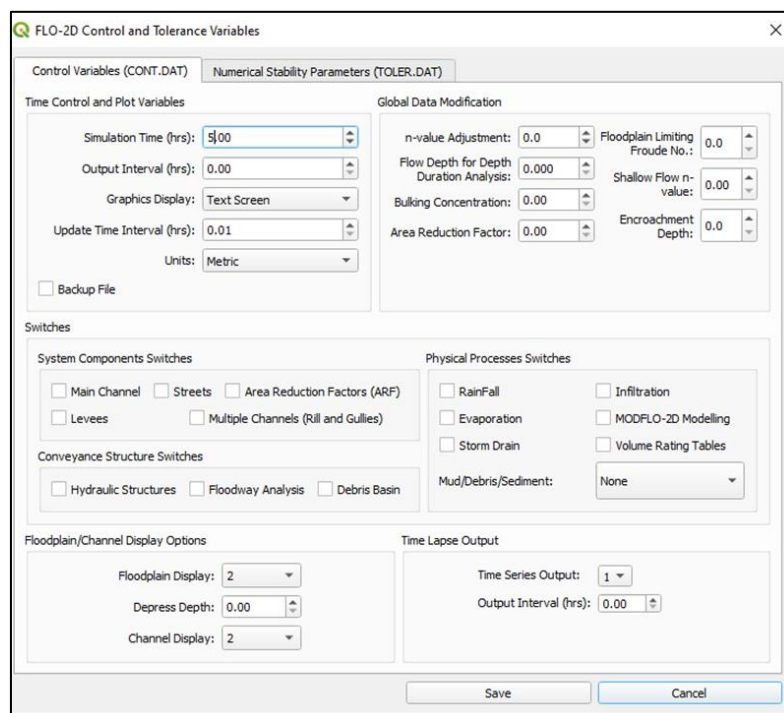 FLO-2D Control and Tolerance Variables
Control Variables (CONT.DAT) Numerical Stability Parameters (TOLER.DAT)
Time Control and Plot Variables
Simulation Time (hrs): 5.00
Output Interval (hrs): 0.00
Graphics Display: Text Screen
Update Time Interval (hrs): 0.01
Units: Metric
Backup File
Global Data Modification
n-value Adjustment: 0.0
Flow Depth for Depth
Duration Analysis: 0.000
Bulking Concentration: 0.00
Area Reduction Factor: 0.00
Floodplain Limiting
Froude No.: 0.0
Shallow Flow n-
value: 0.00
Encroachment
Depth: 0.0
Switches
System Components Switches
Main Channel Streets Area Reduction Factors (ARF)
Levees Multiple Channels (Rill and Gullies)
Conveyance Structure Switches
Hydraulic Structures Floodway Analysis Debris Basin
Physical Processes Switches
RainFall Infiltration
Evaporation MODFLO-2D Modelling
Storm Drain Volume Rating Tables
Mud/Debris/Sediment: None
Floodplain/Channel Display Options
Floodplain Display: 2
Depress Depth: 0.00
Channel Display: 2
Time Lapse Output
Time Series Output: 1
Output Interval (hrs): 0.00
Save Cancel